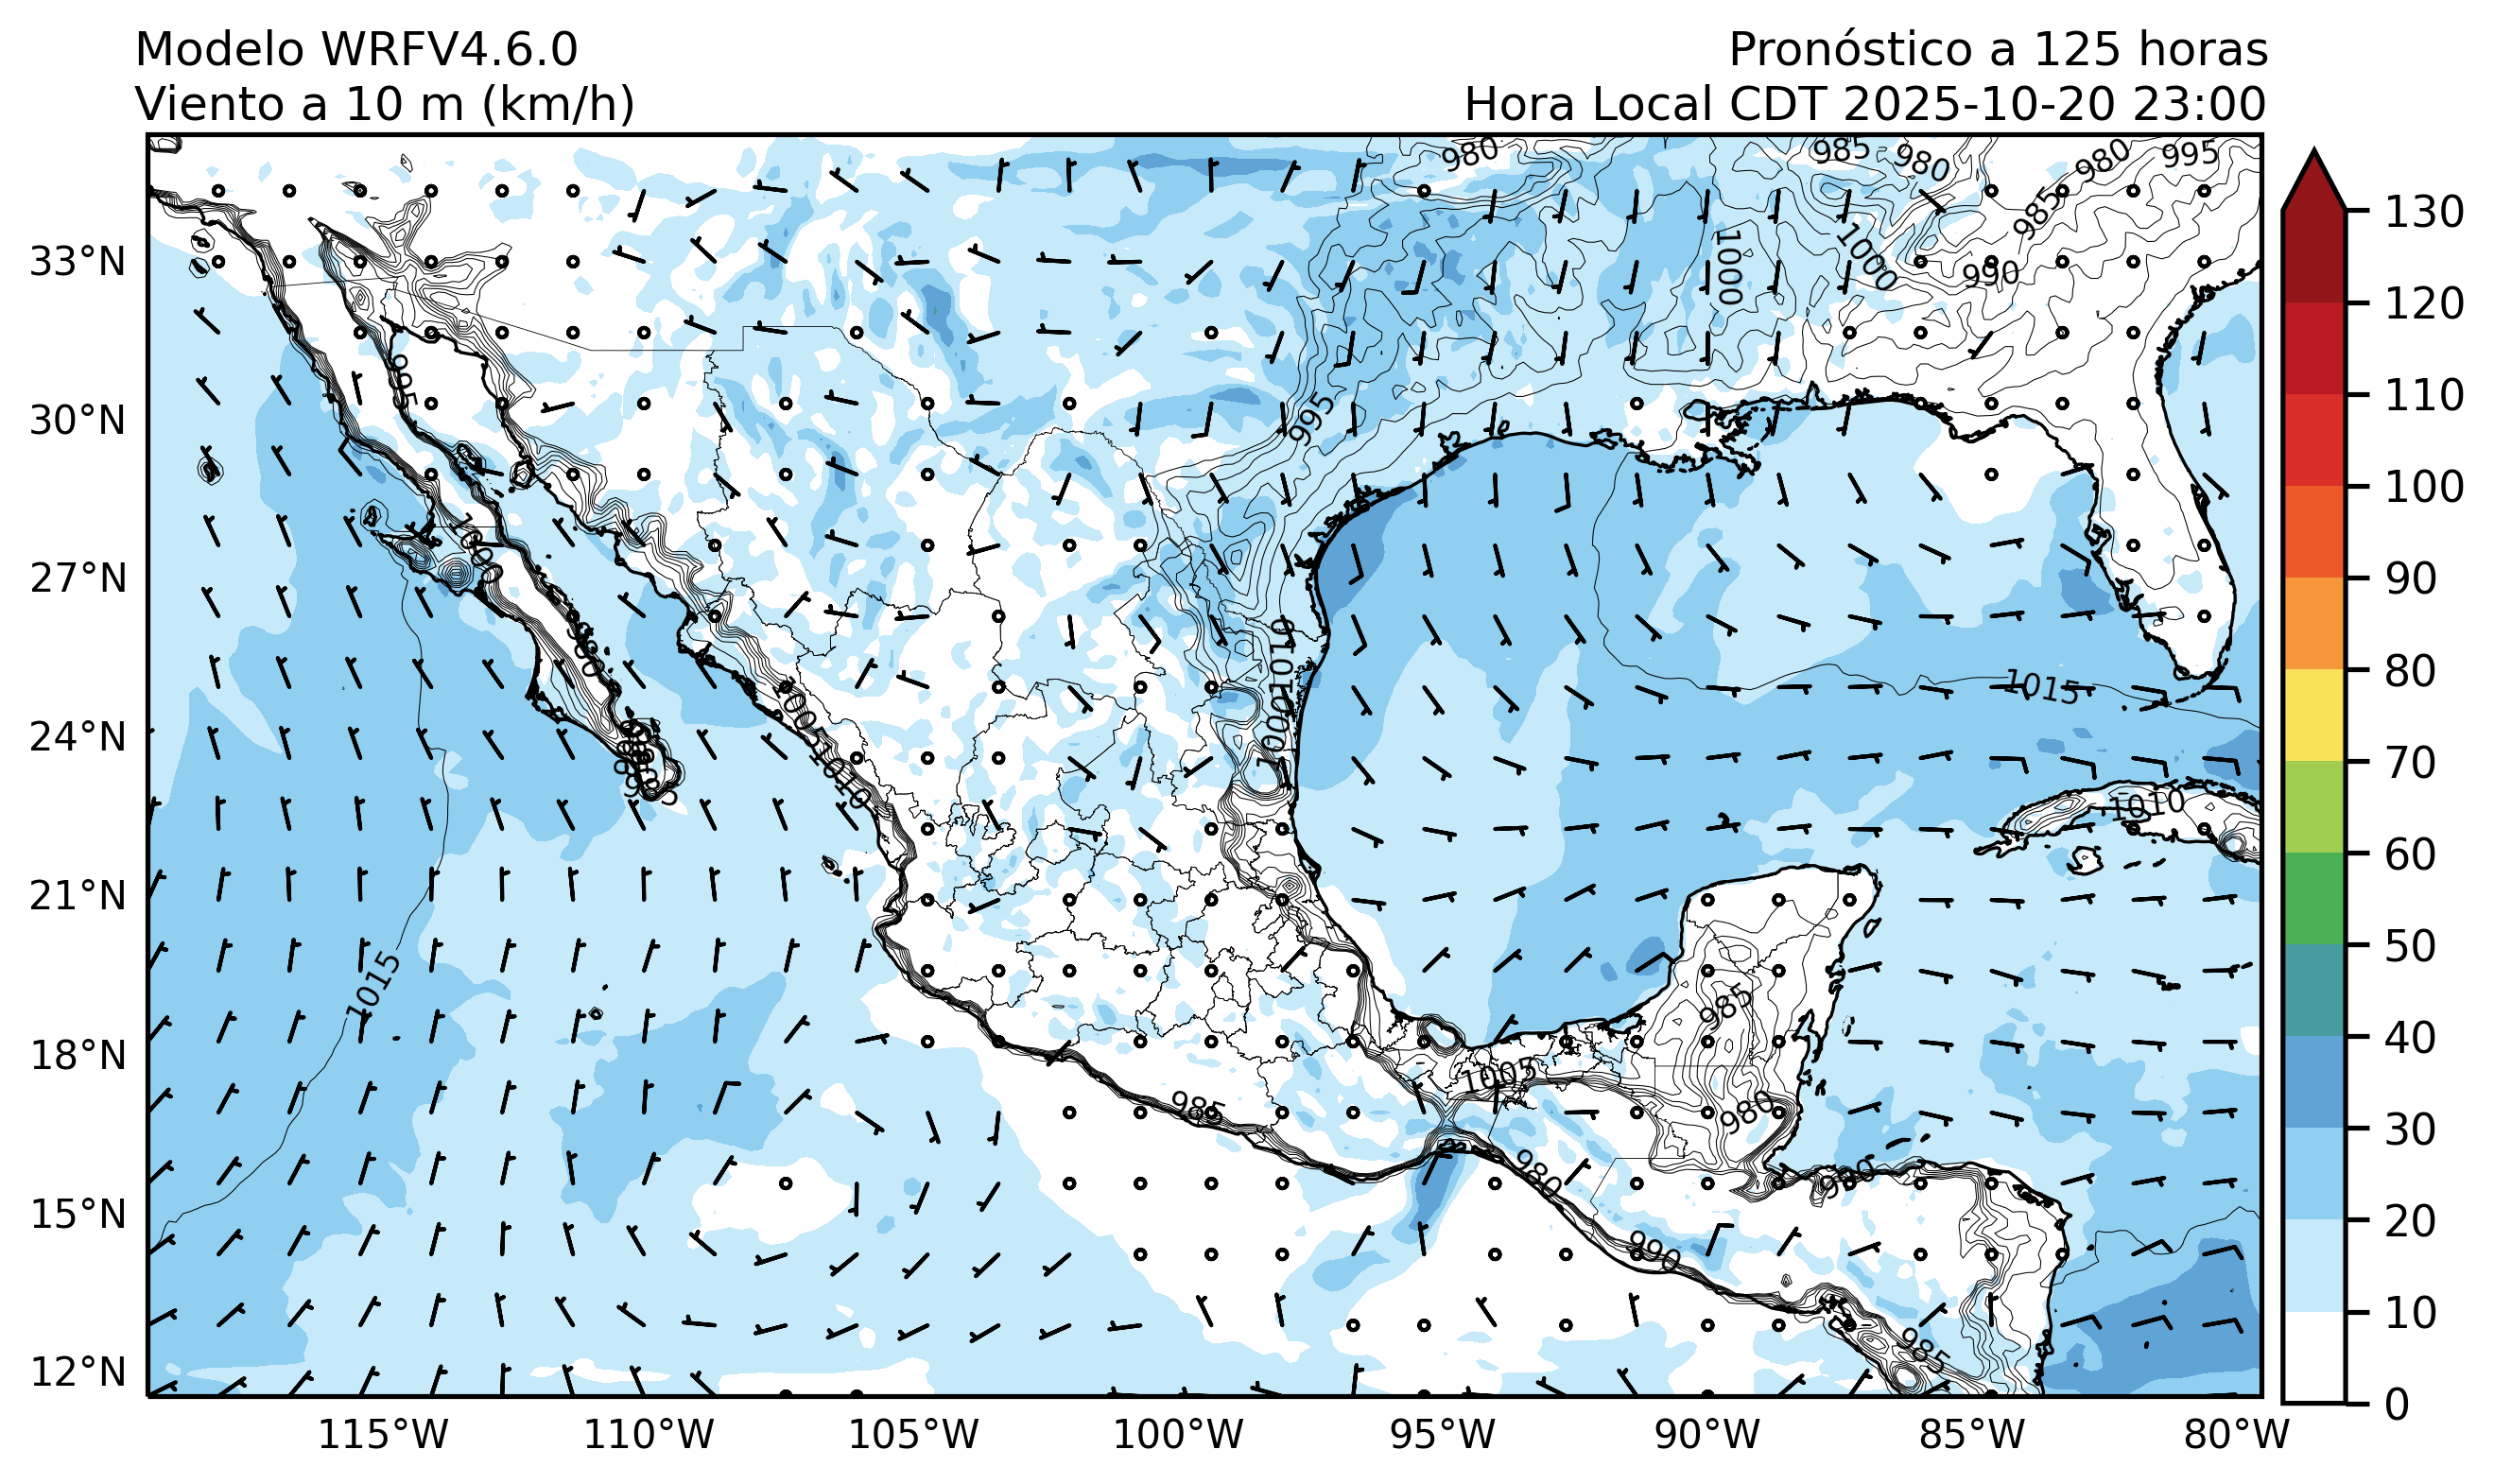 Modelo WRFV4.6.0
Viento a 10 m (km/h)
Pronóstico a 125 horas
Hora Local CDT 2025-10-20 23:00
33°N
30°N
27°N
24°N
21°N
18°N
15°N
12°N
115°W
110°W
105°W
100°W
95°W
90°W
85°W
80°W
130
120
110
100
90
80
70
60
50
40
30
20
10
0
980
985
980
980
995
985
1000
1000
990
995
995
1000
1010
1000
1015
1005
1010
1010
1015
985
1005
985
980
980
990
985